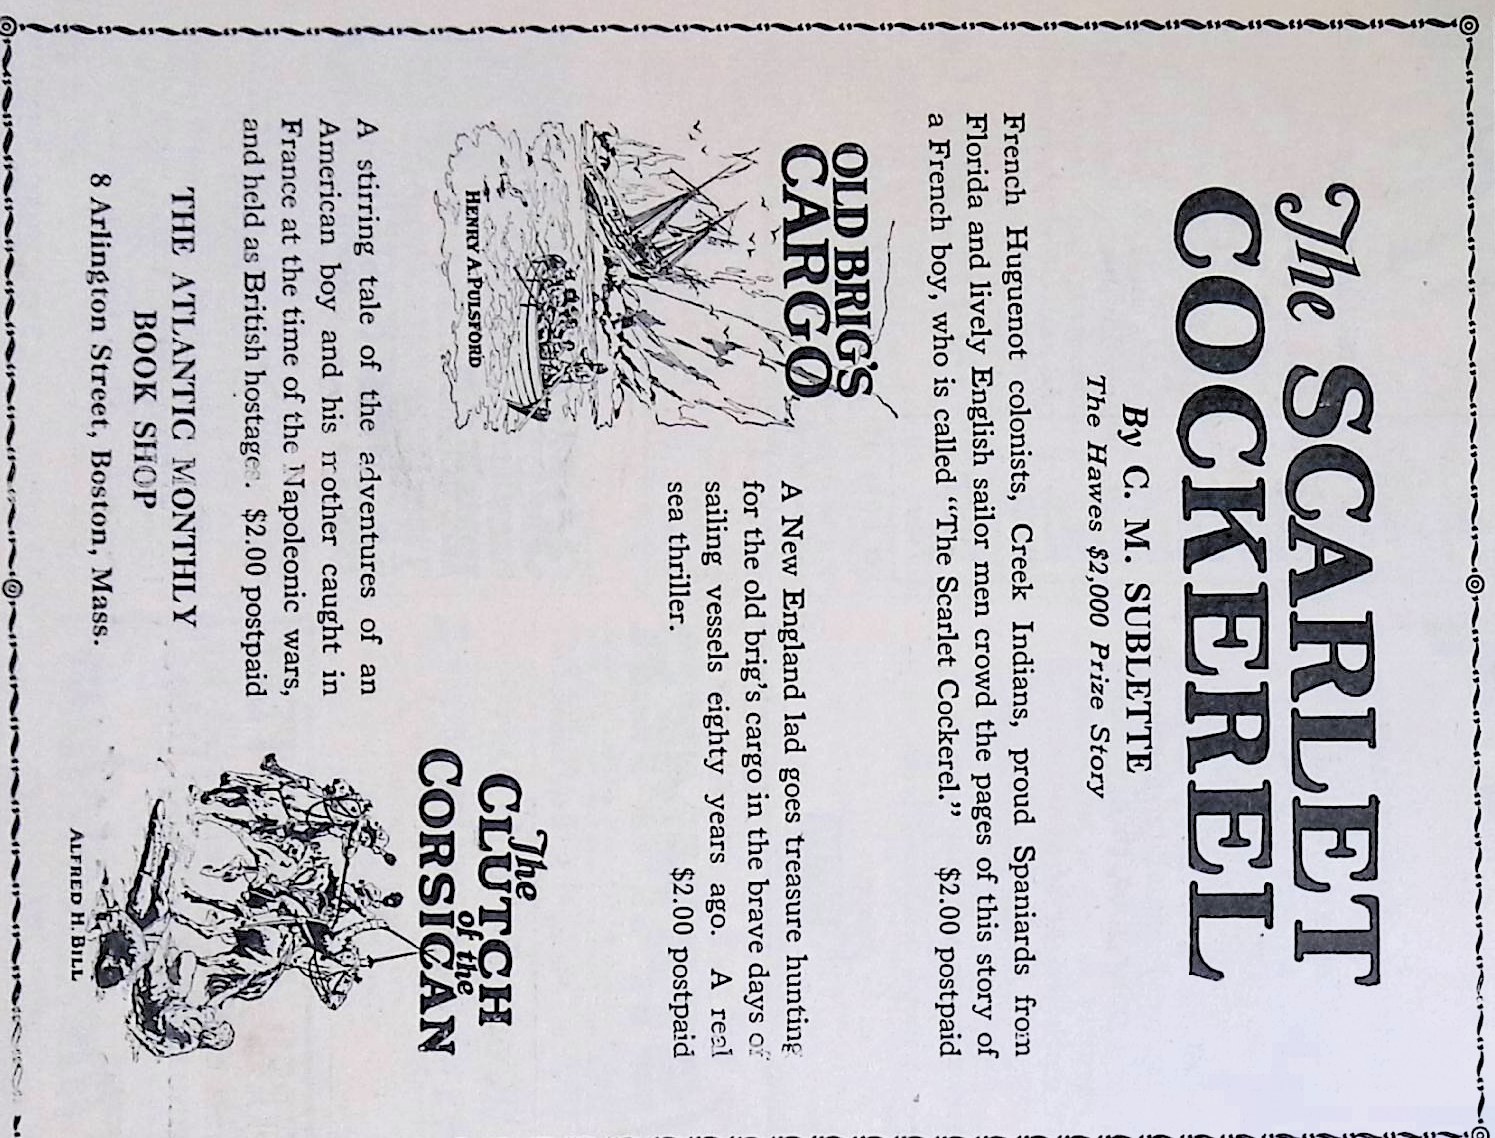 The SCARLET
COCKEREL
By C. M. SUBLETTE
The Hawes $2,000 Prize Story
French Huguenot colonists, Creek Indians, proud Spaniards from
Florida and lively English sailor men crowd the pages of this story of
a French boy, who is called "The Scarlet Cockerel." $2.00 postpaid
OLD BRIG'S
CARGO
HENRY A. PULSFORD
A New England lad goes treasure hunting
for the old brig's cargo in the brave days of
sailing vessels eighty years ago. A real
sea thriller. $2.00 postpaid
The
CLUTCH
of the
CORSICAN
ALFRED H. BILL
A stirring tale of the adventures of an
American boy and his mother caught in
France at the time of the Napoleonic wars,
and held as British hostages. $2.00 postpaid
THE ATLANTIC MONTHLY
BOOK SHOP
8 Arlington Street, Boston, Mass.